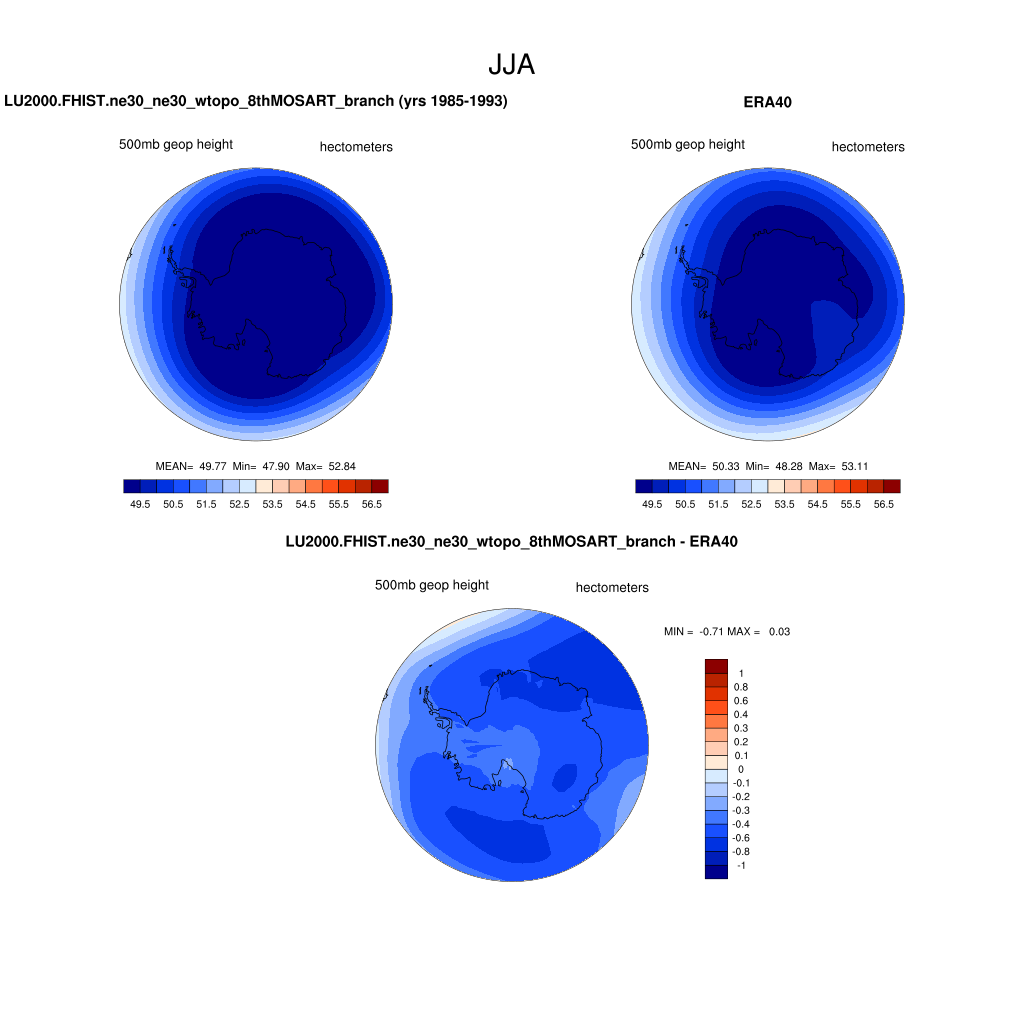 JJA
LU2000.FHIST.ne30_ne30_wtopo_8thMOSART_branch (yrs 1985-1993)
ERA40
500mb geop height
hectometers
500mb geop height
hectometers
MEAN= 49.77 Min= 47.90 Max= 52.84
MEAN= 50.33 Min= 48.28 Max= 53.11
49.5 50.5 51.5 52.5 53.5 54.5 55.5 56.5
49.5 50.5 51.5 52.5 53.5 54.5 55.5 56.5
LU2000.FHIST.ne30_ne30_wtopo_8thMOSART_branch - ERA40
500mb geop height
hectometers
MIN = -0.71 MAX = 0.03
1
0.8
0.6
0.4
0.3
0.2
0.1
0
-0.1
-0.2
-0.3
-0.4
-0.6
-0.8
-1